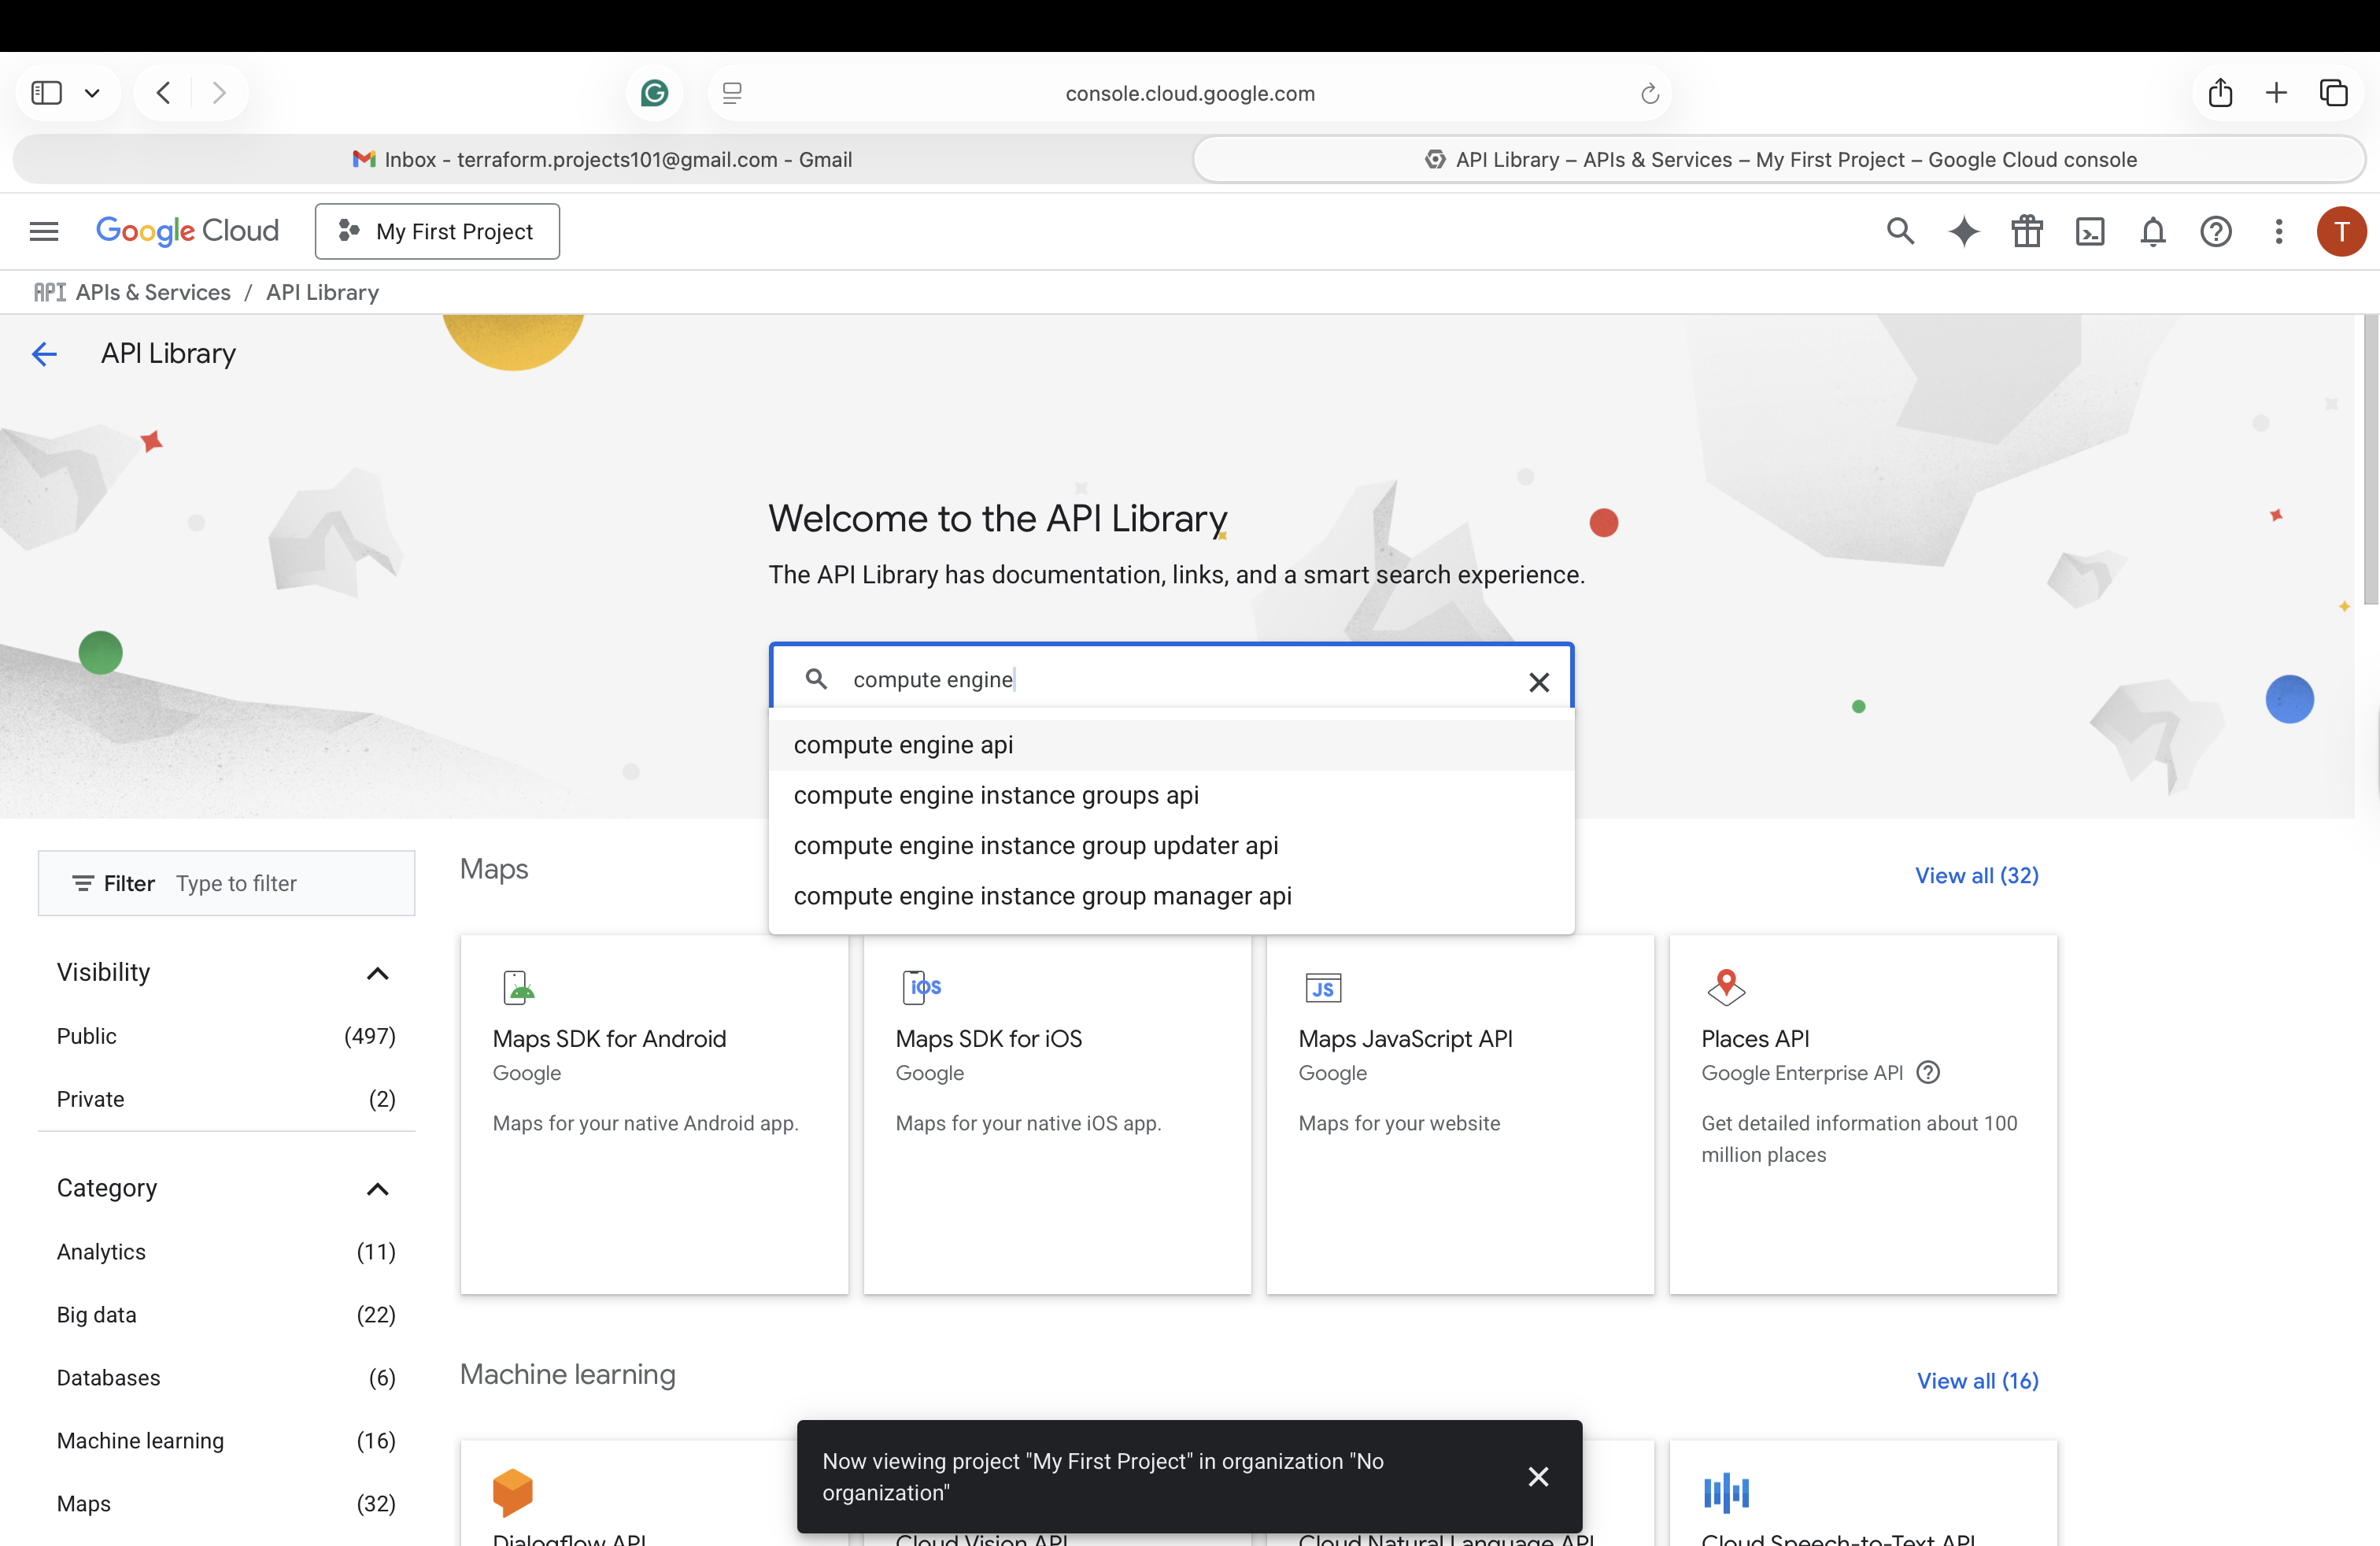 console.cloud.google.com
Inbox - terraform.projects101@gmail.com - Gmail
API Library – APIs & Services – My First Project – Google Cloud console
Google Cloud
My First Project
T
API APIs & Services / API Library
API Library
Welcome to the API Library
The API Library has documentation, links, and a smart search experience.
compute engine
compute engine api
compute engine instance groups api
compute engine instance group updater api
compute engine instance group manager api
Filter Type to filter
Visibility
Public (497)
Private (2)
Category
Analytics (11)
Big data (22)
Databases (6)
Machine learning (16)
Maps (32)
Maps
View all (32)
Maps SDK for Android
Google
Maps for your native Android app.
iOS
Maps SDK for iOS
Google
Maps for your native iOS app.
JS
Maps JavaScript API
Google
Maps for your website
Places API
Google Enterprise API
Get detailed information about 100
million places
Machine learning
View all (16)
Dialogflow API
Cloud Vision API
Cloud Natural Language API
Cloud Speech-to-Text API
Now viewing project "My First Project" in organization "No
organization"